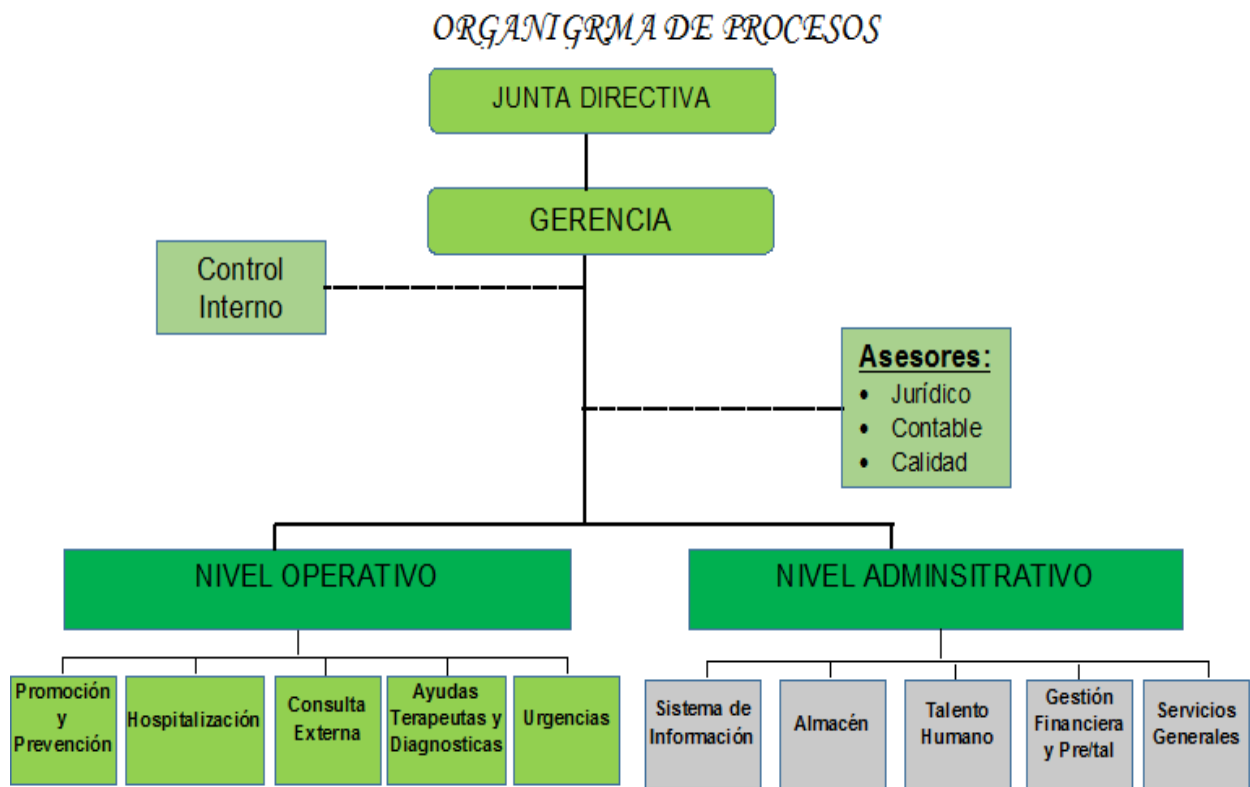 ORGANIGRMA DE PROCESOS
JUNTA DIRECTIVA
GERENCIA
Control
Interno
Asesores:
• Jurídico
• Contable
• Calidad
NIVEL OPERATIVO
NIVEL ADMINSITRATIVO
Promoción
y
Prevención
Hospitalización
Consulta
Externa
Ayudas
Terapeutas y
Diagnosticas
Urgencias
Sistema de
Información
Almacén
Talento
Humano
Gestión
Financiera
y Pre/tal
Servicios
Generales